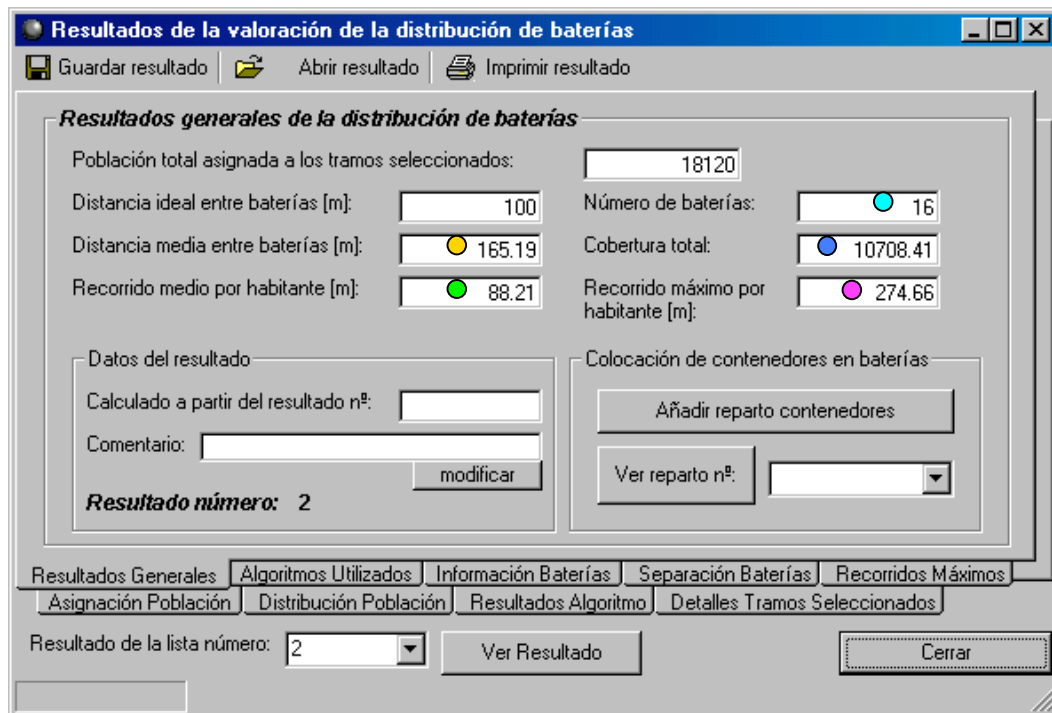 Resultados de la valoración de la distribución de baterías
Guardar resultado Abrir resultado Imprimir resultado
Resultados generales de la distribución de baterías
Población total asignada a los tramos seleccionados: 18120
Distancia ideal entre baterías [m]: 100 Número de baterías: 16
Distancia media entre baterías [m]: 165.19 Cobertura total: 10708.41
Recorrido medio por habitante [m]: 88.21 Recorrido máximo por 274.66
habitante [m]:
Datos del resultado
Calculado a partir del resultado nº:
Comentario:
modificar
Resultado número: 2
Colocación de contenedores en baterías
Añadir reparto contenedores
Ver reparto nº:
Resultados Generales Algoritmos Utilizados Información Baterías Separación Baterías Recorridos Máximos
Asignación Población Distribución Población Resultados Algoritmo Detalles Tramos Seleccionados
Resultado de la lista número: 2 Ver Resultado Cerrar